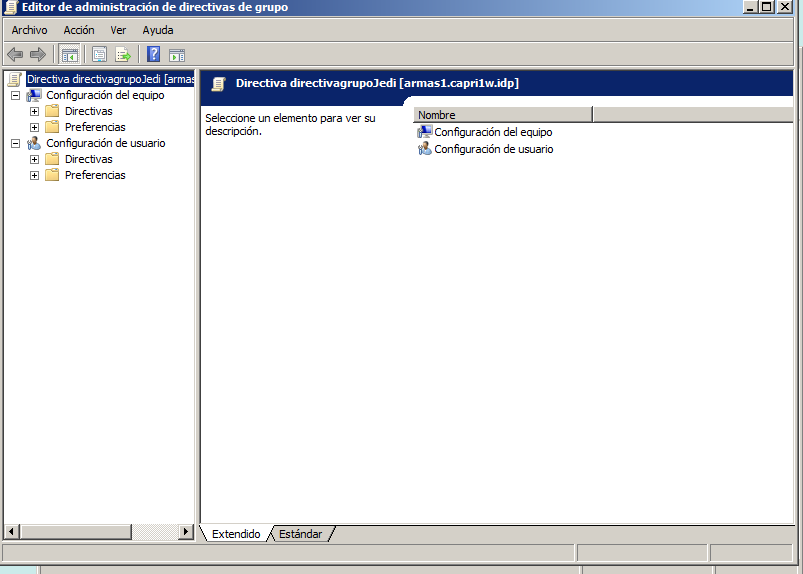 Editor de administración de directivas de grupo
Archivo Acción Ver Ayuda
Directiva directivagrupoJedi [armas
Configuración del equipo
Directivas
Preferencias
Configuración de usuario
Directivas
Preferencias
Directiva directivagrupoJedi [armas1.capri1w.idp]
Seleccione un elemento para ver su
descripción.
Nombre
Configuración del equipo
Configuración de usuario
Extendido Estándar